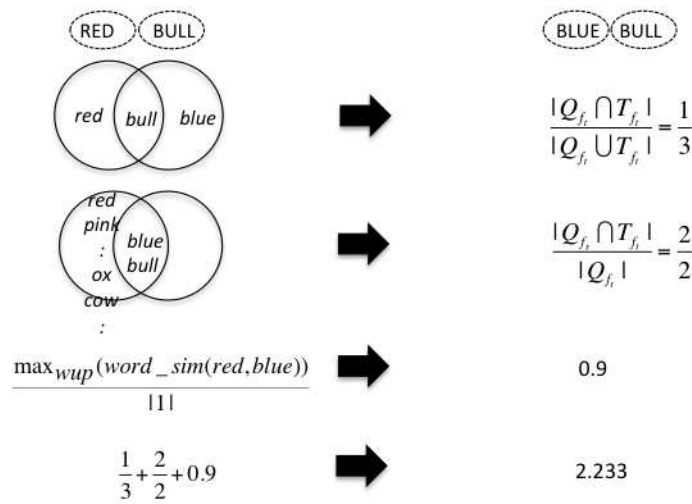 RED BULL BLUE BULL
red bull blue
|Q_{f_t} ⋂ T_{f_t}| / |Q_{f_t} ⋃ T_{f_t}| = 1/3
red
pink
:
ox
cow
:
blue
bull
|Q_{f_s} ⋂ T_{f_t}| / |Q_{f_t}| = 2/2
max_{wup}(word_sim(red,blue)) / |1|
0.9
1/3 + 2/2 + 0.9
2.233